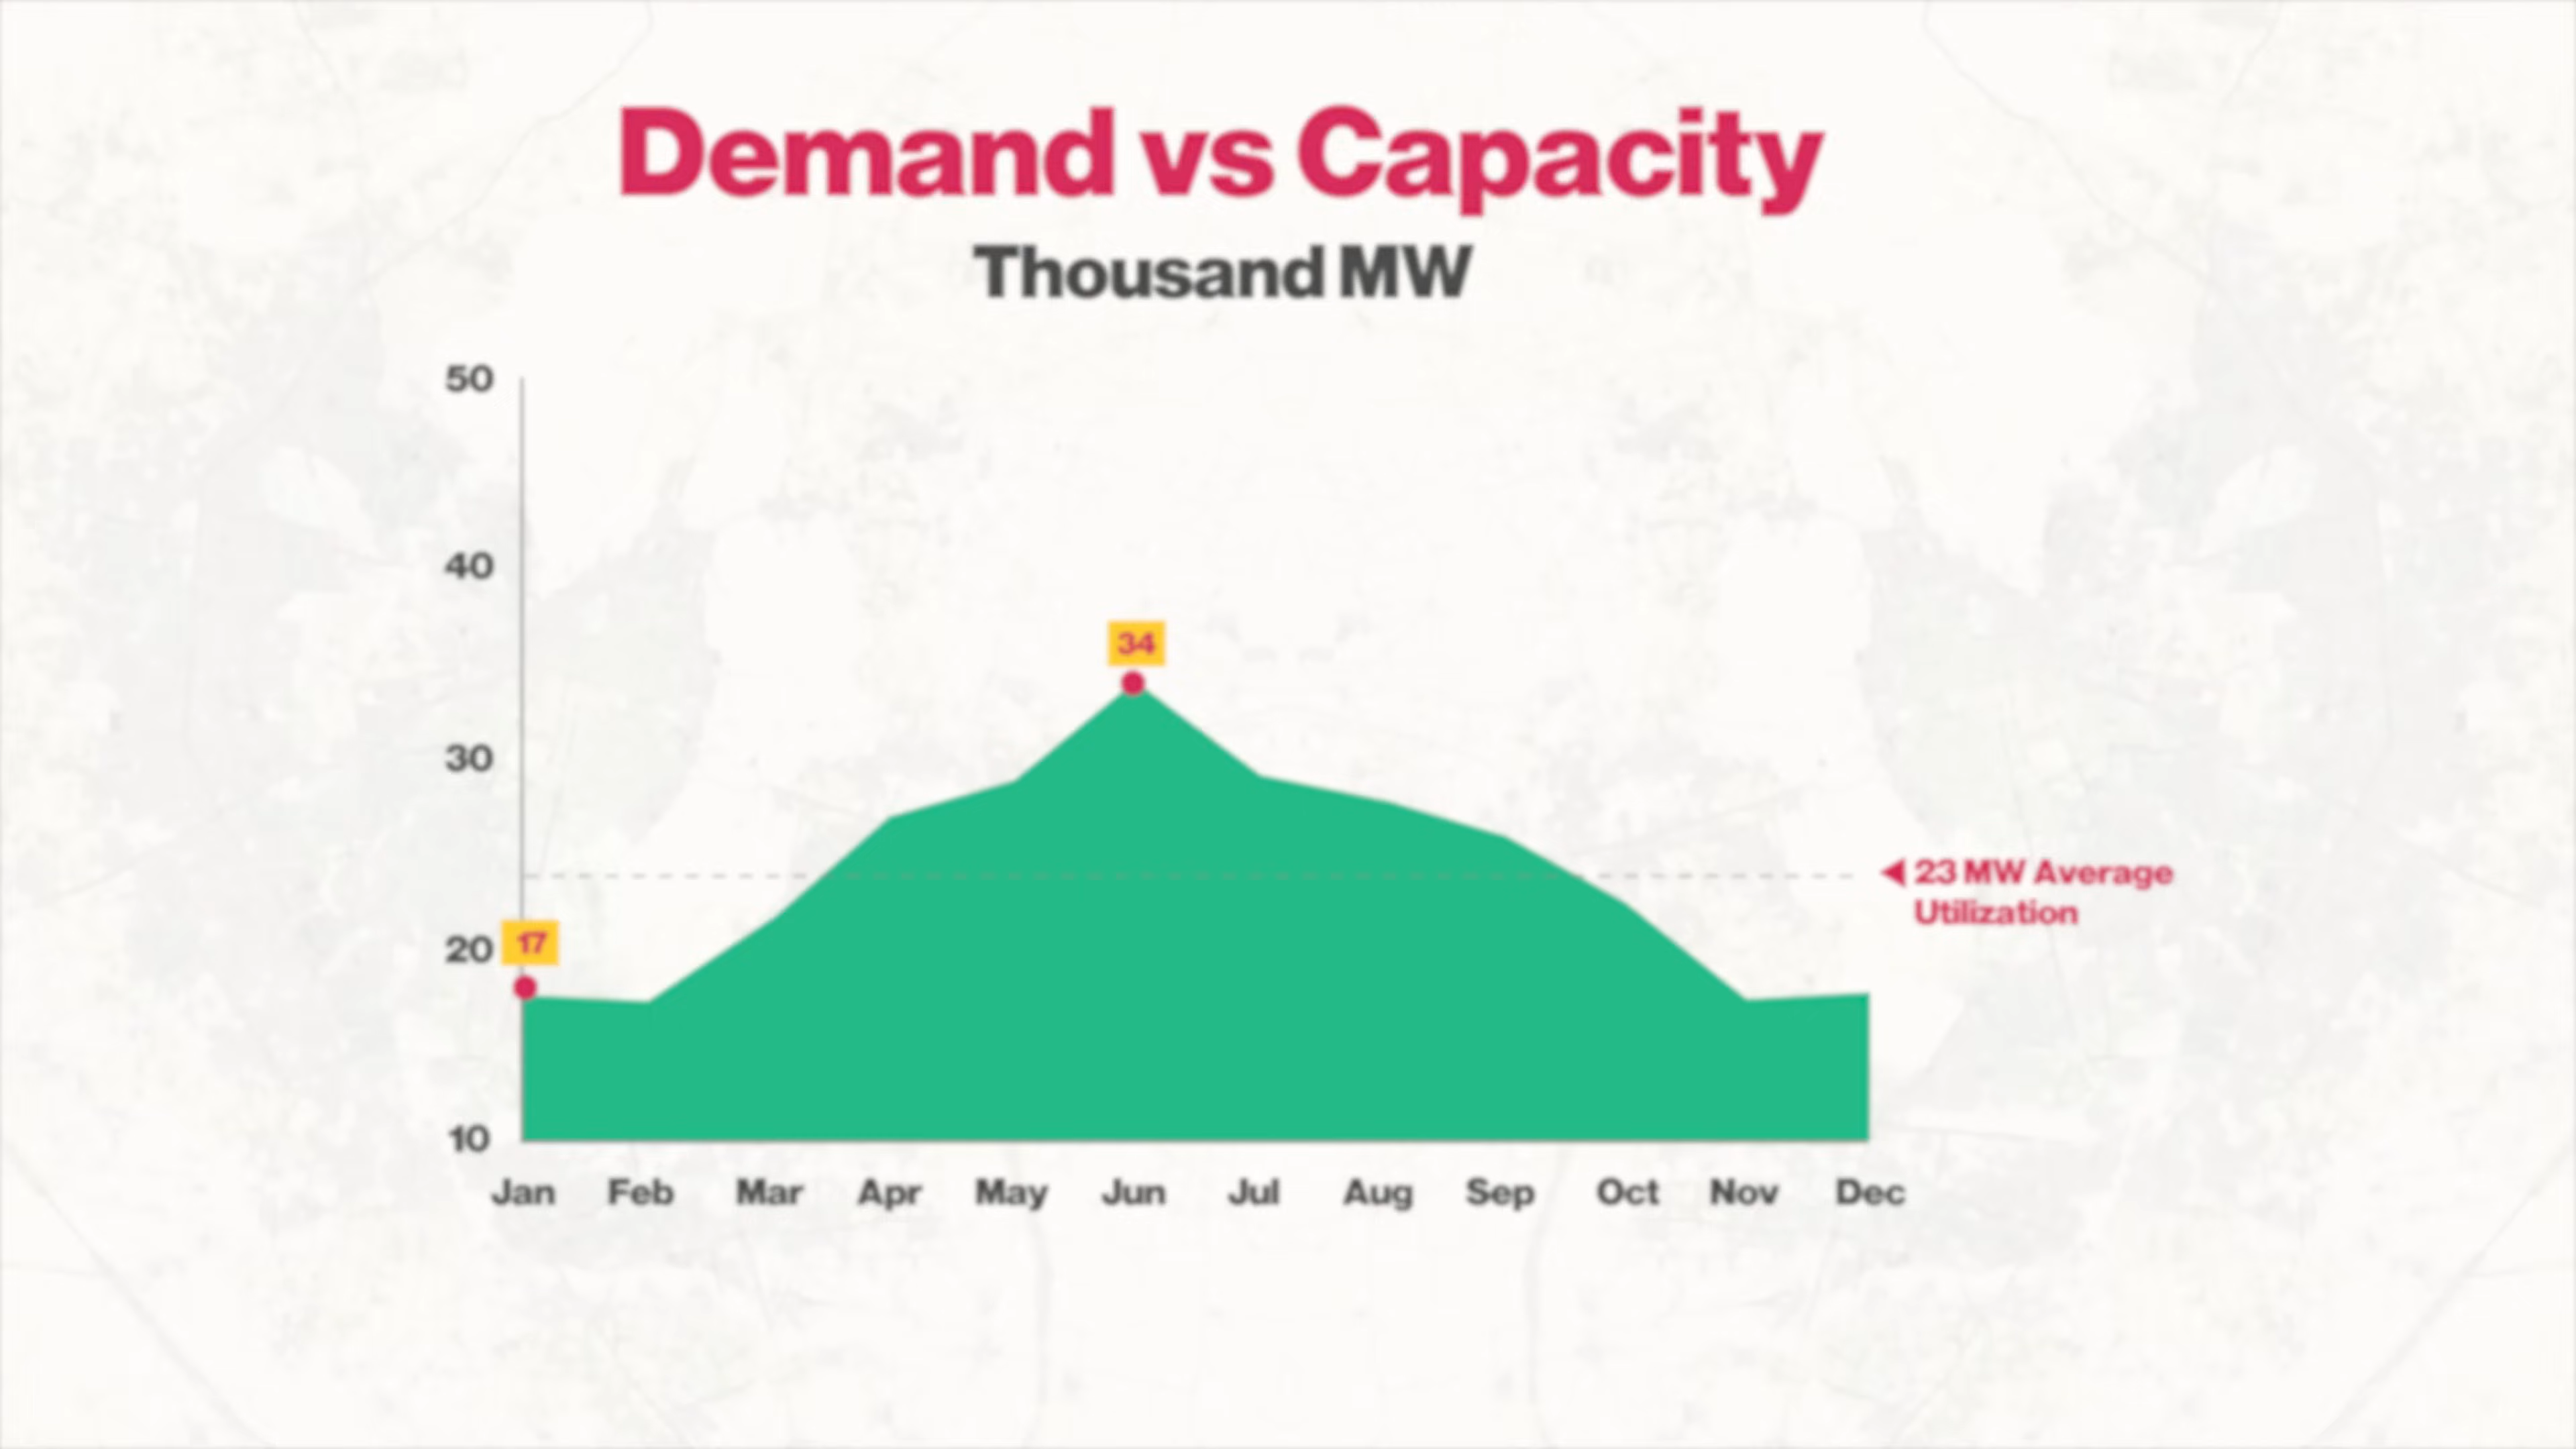 Demand vs Capacity
Thousand MW
50
40
34
30
23 MW Average
Utilization
20
17
10
Jan Feb Mar Apr May Jun Jul Aug Sep Oct Nov Dec